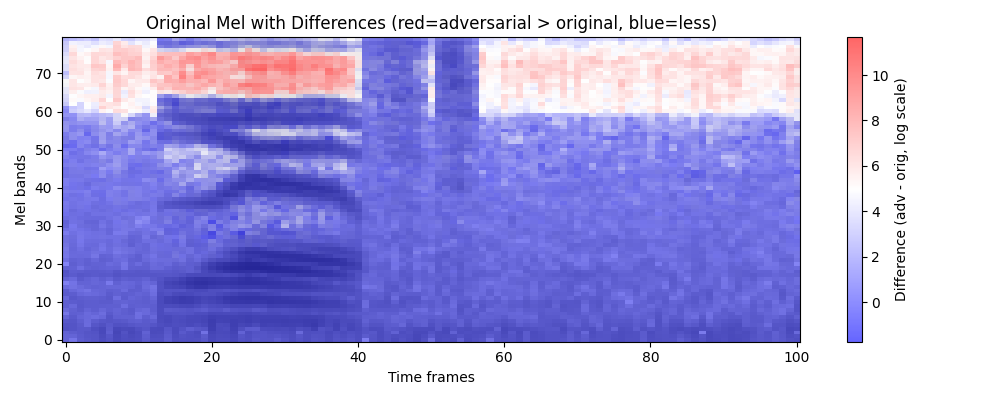 Original Mel with Differences (red=adversarial > original, blue=less)
Mel bands
70
60
50
40
30
20
10
0
0 20 40 60 80 100
Time frames
10
8
6
4
2
0
Difference (adv - orig, log scale)